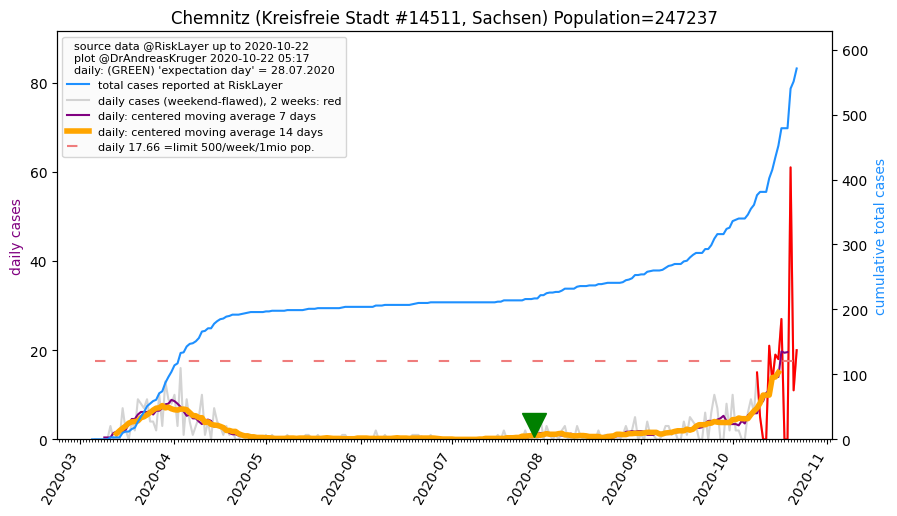 Chemnitz (Kreisfreie Stadt #14511, Sachsen) Population=247237
source data @RiskLayer up to 2020-10-22
plot @DrAndreasKruger 2020-10-22 05:17
daily: (GREEN) 'expectation day' = 28.07.2020
total cases reported at RiskLayer
daily cases (weekend-flawed), 2 weeks: red
daily: centered moving average 7 days
daily: centered moving average 14 days
daily 17.66 =limit 500/week/1mio pop.
daily cases
80
60
40
20
0
cumulative total cases
600
500
400
300
200
100
0
2020-03
2020-04
2020-05
2020-06
2020-07
2020-08
2020-09
2020-10
2020-11